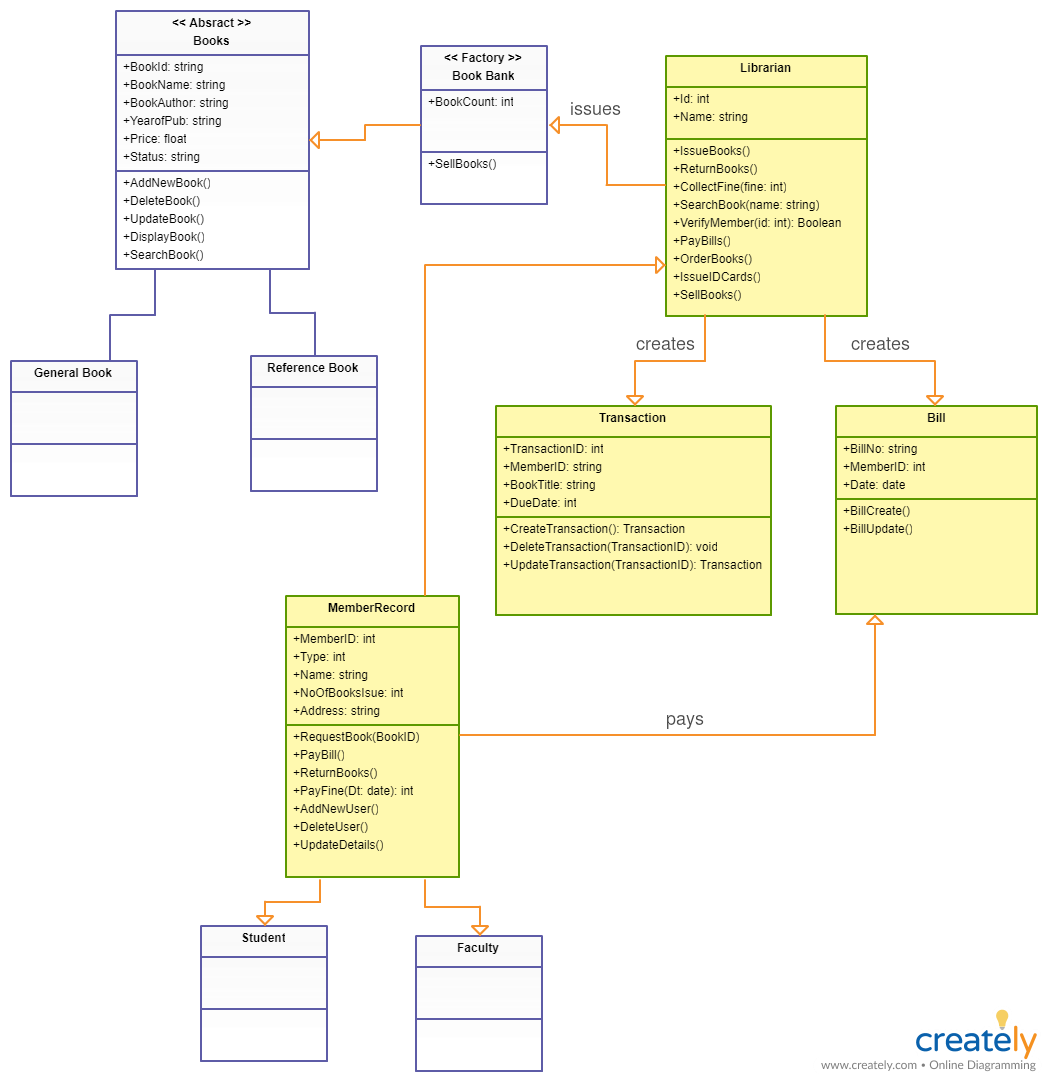 << Absract >>
Books
+BookId: string
+BookName: string
+BookAuthor: string
+YearofPub: string
+Price: float
+Status: string
+AddNewBook()
+DeleteBook()
+UpdateBook()
+DisplayBook()
+SearchBook()
<< Factory >>
Book Bank
+BookCount: int
+SellBooks()
issues
Librarian
+Id: int
+Name: string
+IssueBooks()
+ReturnBooks()
+CollectFine(fine: int)
+SearchBook(name: string)
+VerifyMember(id: int): Boolean
+PayBills()
+OrderBooks()
+IssueIDCards()
+SellBooks()
creates
creates
General Book
Reference Book
Transaction
+TransactionID: int
+MemberID: string
+BookTitle: string
+DueDate: int
+CreateTransaction(): Transaction
+DeleteTransaction(TransactionID): void
+UpdateTransaction(TransactionID): Transaction
Bill
+BillNo: string
+MemberID: int
+Date: date
+BillCreate()
+BillUpdate()
MemberRecord
+MemberID: int
+Type: int
+Name: string
+NoOfBooksIsue: int
+Address: string
+RequestBook(BookID)
+PayBill()
+ReturnBooks()
+PayFine(Dt: date): int
+AddNewUser()
+DeleteUser()
+UpdateDetails()
pays
Student
Faculty
creately
www.creately.com • Online Diagramming